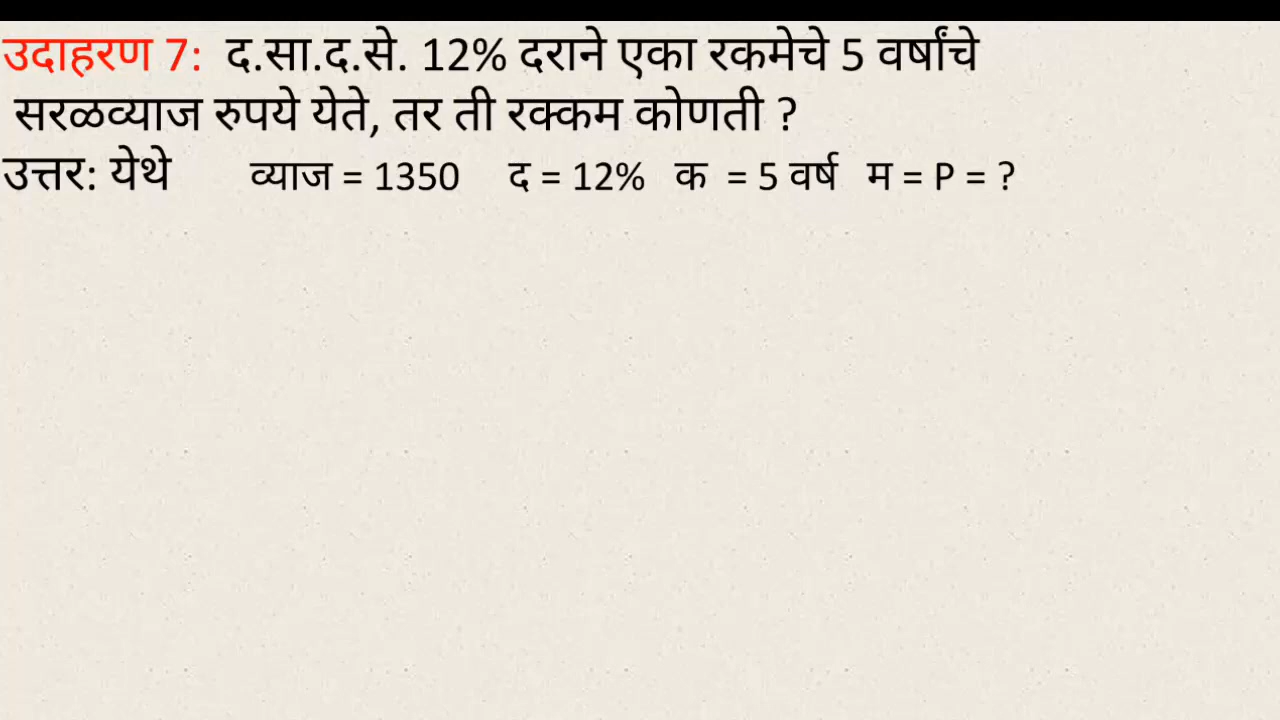 उदाहरण 7: द.सा.द.से. 12% दराने एका रकमेचे 5 वर्षांचे
सरळव्याज रुपये येते, तर ती रक्कम कोणती ?
उत्तर: येथे व्याज = 1350 द = 12% क = 5 वर्ष म = P = ?